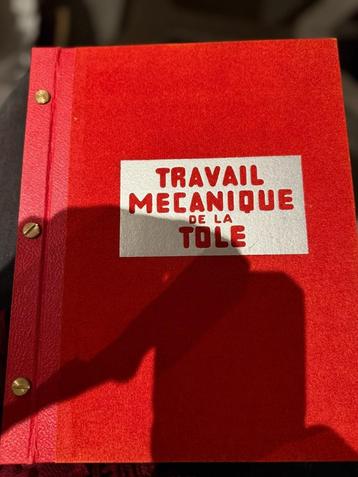 TRAVAIL
MECANIQUE
DE LA
TOLE